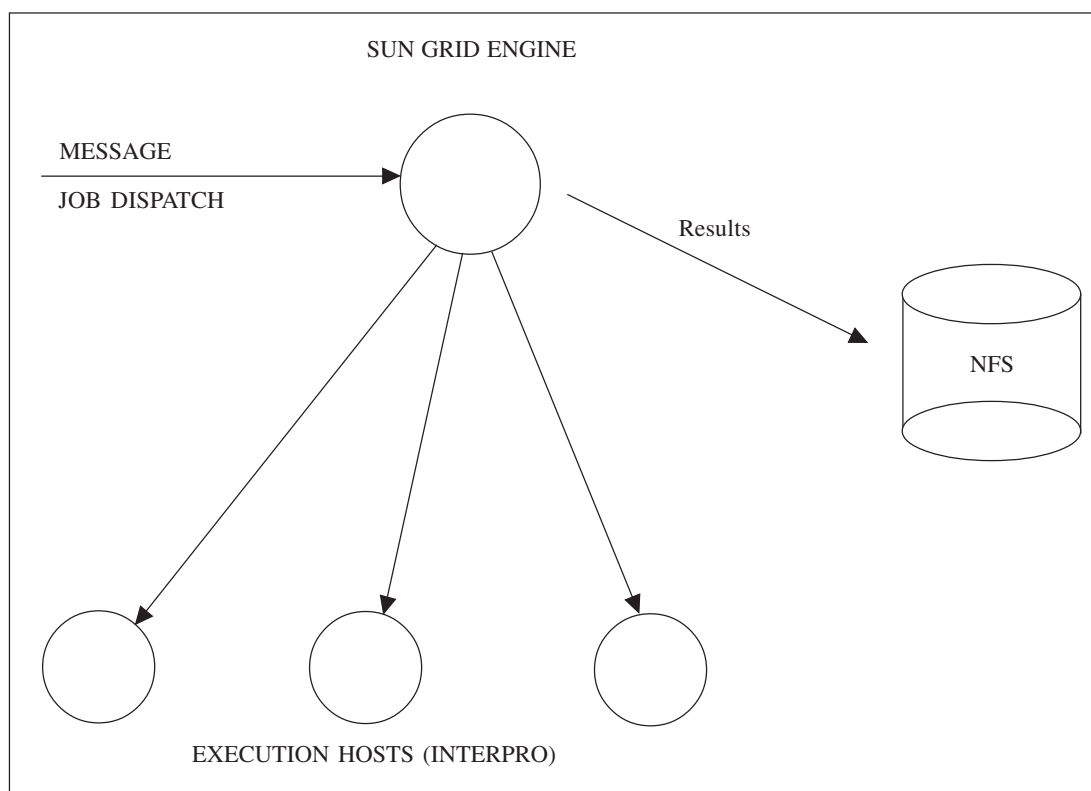 SUN GRID ENGINE
MESSAGE
JOB DISPATCH
Results
NFS
EXECUTION HOSTS (INTERPRO)